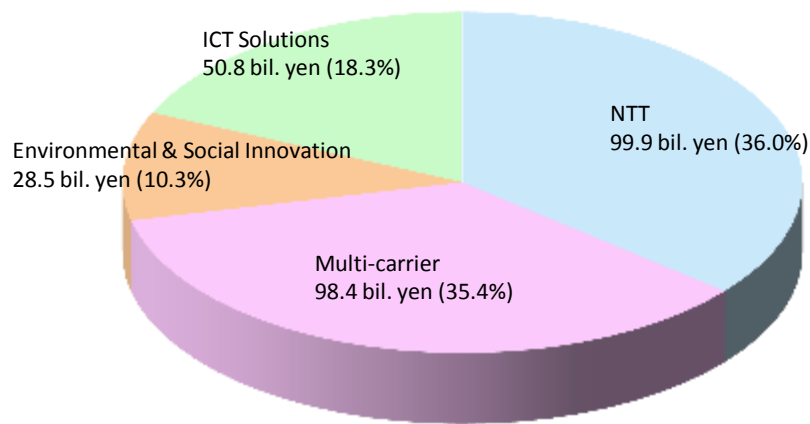 ICT Solutions
50.8 bil. yen (18.3%)
NTT
99.9 bil. yen (36.0%)
Environmental & Social Innovation
28.5 bil. yen (10.3%)
Multi-carrier
98.4 bil. yen (35.4%)